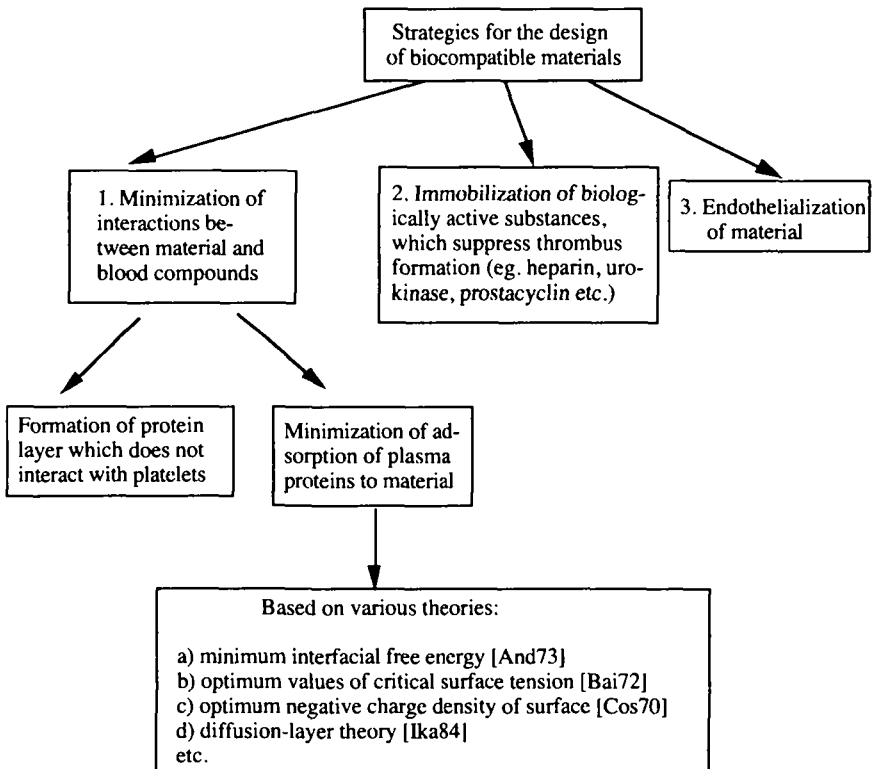 Strategies for the design
of biocompatible materials
1. Minimization of
interactions be-
tween material and
blood compounds
2. Immobilization of biolog-
ically active substances,
which suppress thrombus
formation (eg. heparin, uro-
kinase, prostacyclin etc.)
3. Endothelialization
of material
Formation of protein
layer which does not
interact with platelets
Minimization of ad-
sorption of plasma
proteins to material
Based on various theories:
a) minimum interfacial free energy [And73]
b) optimum values of critical surface tension [Bai72]
c) optimum negative charge density of surface [Cos70]
d) diffusion-layer theory [Ika84]
etc.